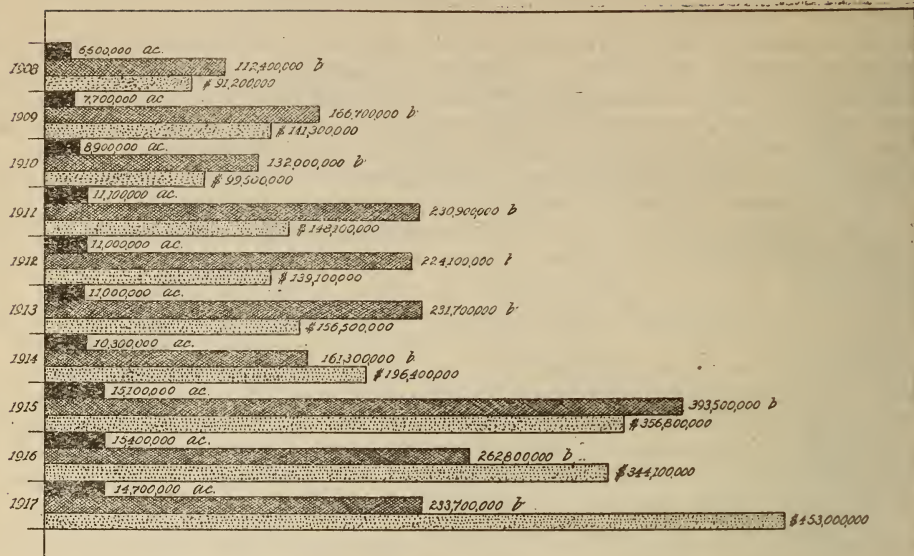 6,600,000 ac.
1908
112,400,000 b
$ 91,200,000
7,700,000 ac
1909
166,700,000 b
$ 141,300,000
8,900,000 ac.
1910
132,000,000 b
$ 99,500,000
11,100,000 ac.
1911
230,900,000 b
$ 148,100,000
11,000,000 ac.
1912
224,100,000
$ 139,100,000
11,000,000 ac.
1913
231,700,000 b
$ 156,500,000
10,300,000 ac.
1914
161,300,000 b
$ 196,400,000
15,100,000 ac.
1915
393,500,000 b
$ 356,800,000
15,400,000 ac.
1916
262,800,000 b
$ 344,100,000
14,700,000 ac.
1917
233,700,000 b
$ 453,000,000